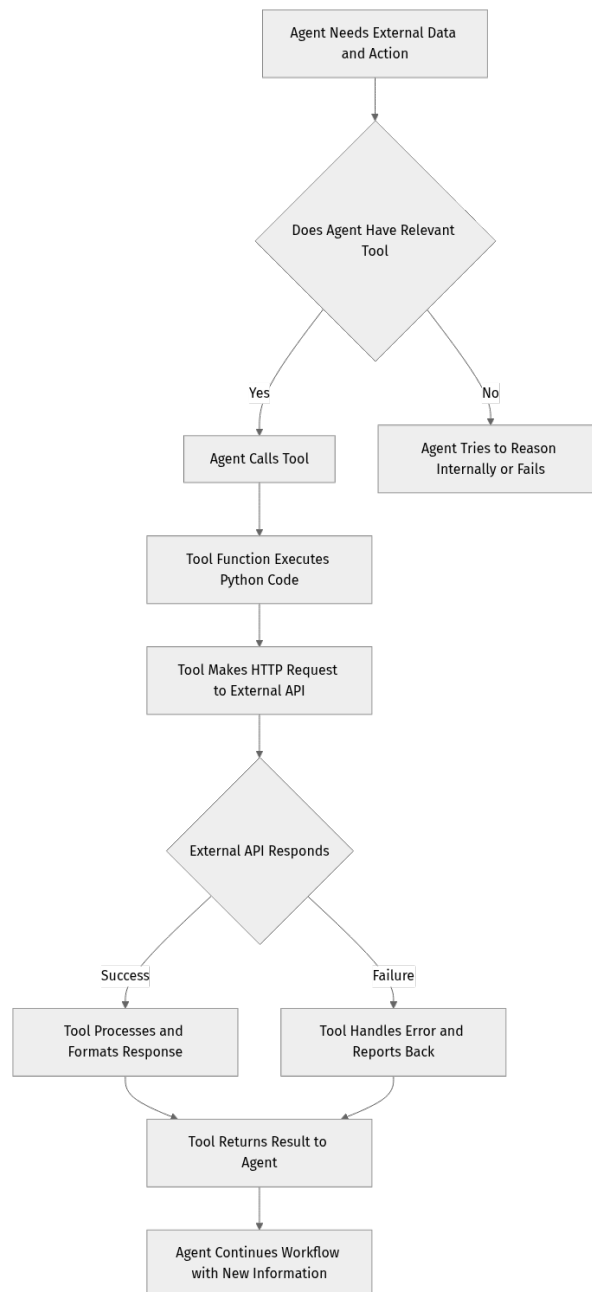 Agent Needs External Data
and Action
Does Agent Have Relevant
Tool
Yes
No
Agent Calls Tool
Agent Tries to Reason
Internally or Fails
Tool Function Executes
Python Code
Tool Makes HTTP Request
to External API
External API Responds
Success
Failure
Tool Processes and
Formats Response
Tool Handles Error and
Reports Back
Tool Returns Result to
Agent
Agent Continues Workflow
with New Information